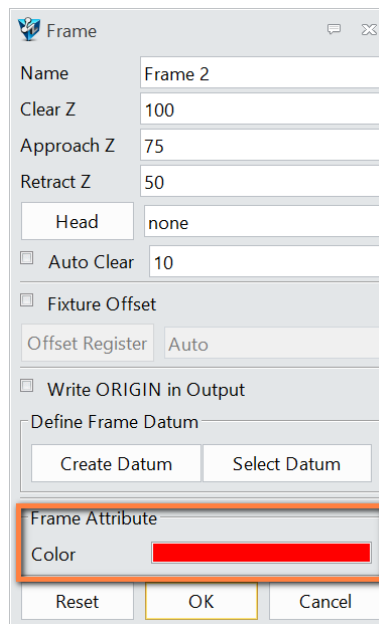 Frame
Name Frame 2
Clear Z 100
Approach Z 75
Retract Z 50
Head none
Auto Clear 10
Fixture Offset
Offset Register Auto
Write ORIGIN in Output
Define Frame Datum
Create Datum Select Datum
Frame Attribute
Color
Reset OK Cancel